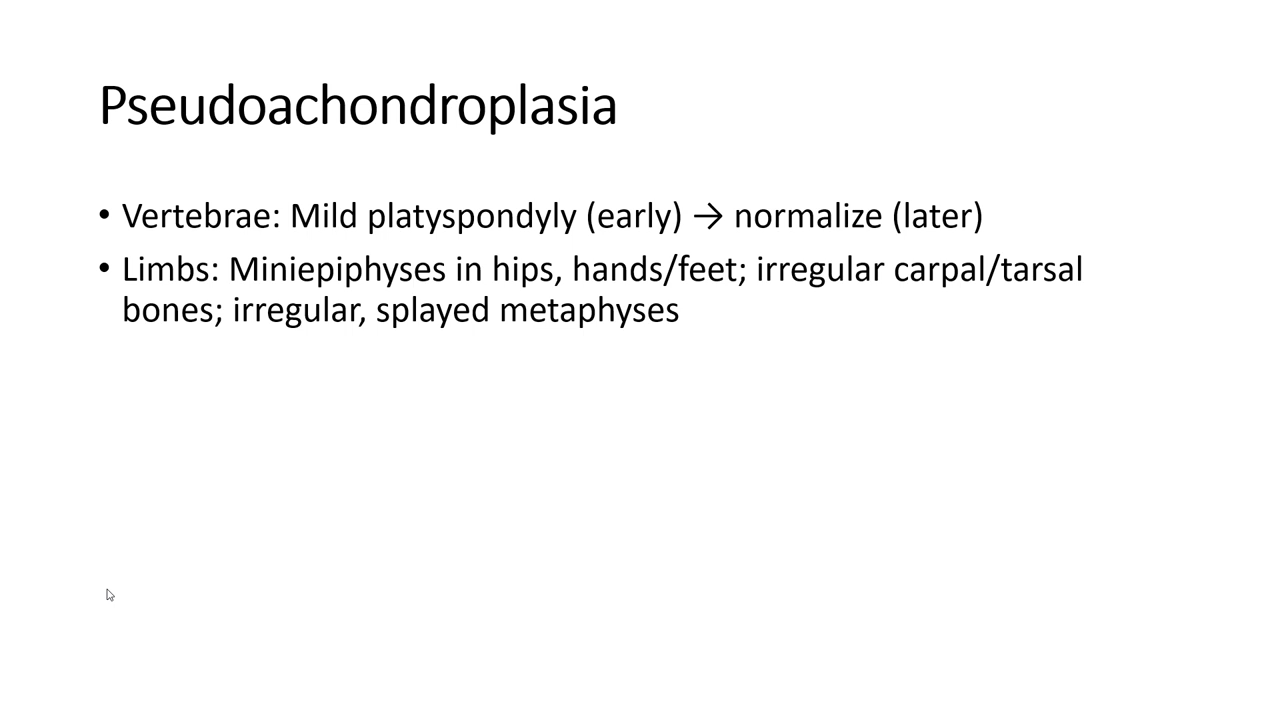 Pseudoachondroplasia
• Vertebrae: Mild platyspondyly (early) → normalize (later)
• Limbs: Miniepiphyses in hips, hands/feet; irregular carpal/tarsal
bones; irregular, splayed metaphyses